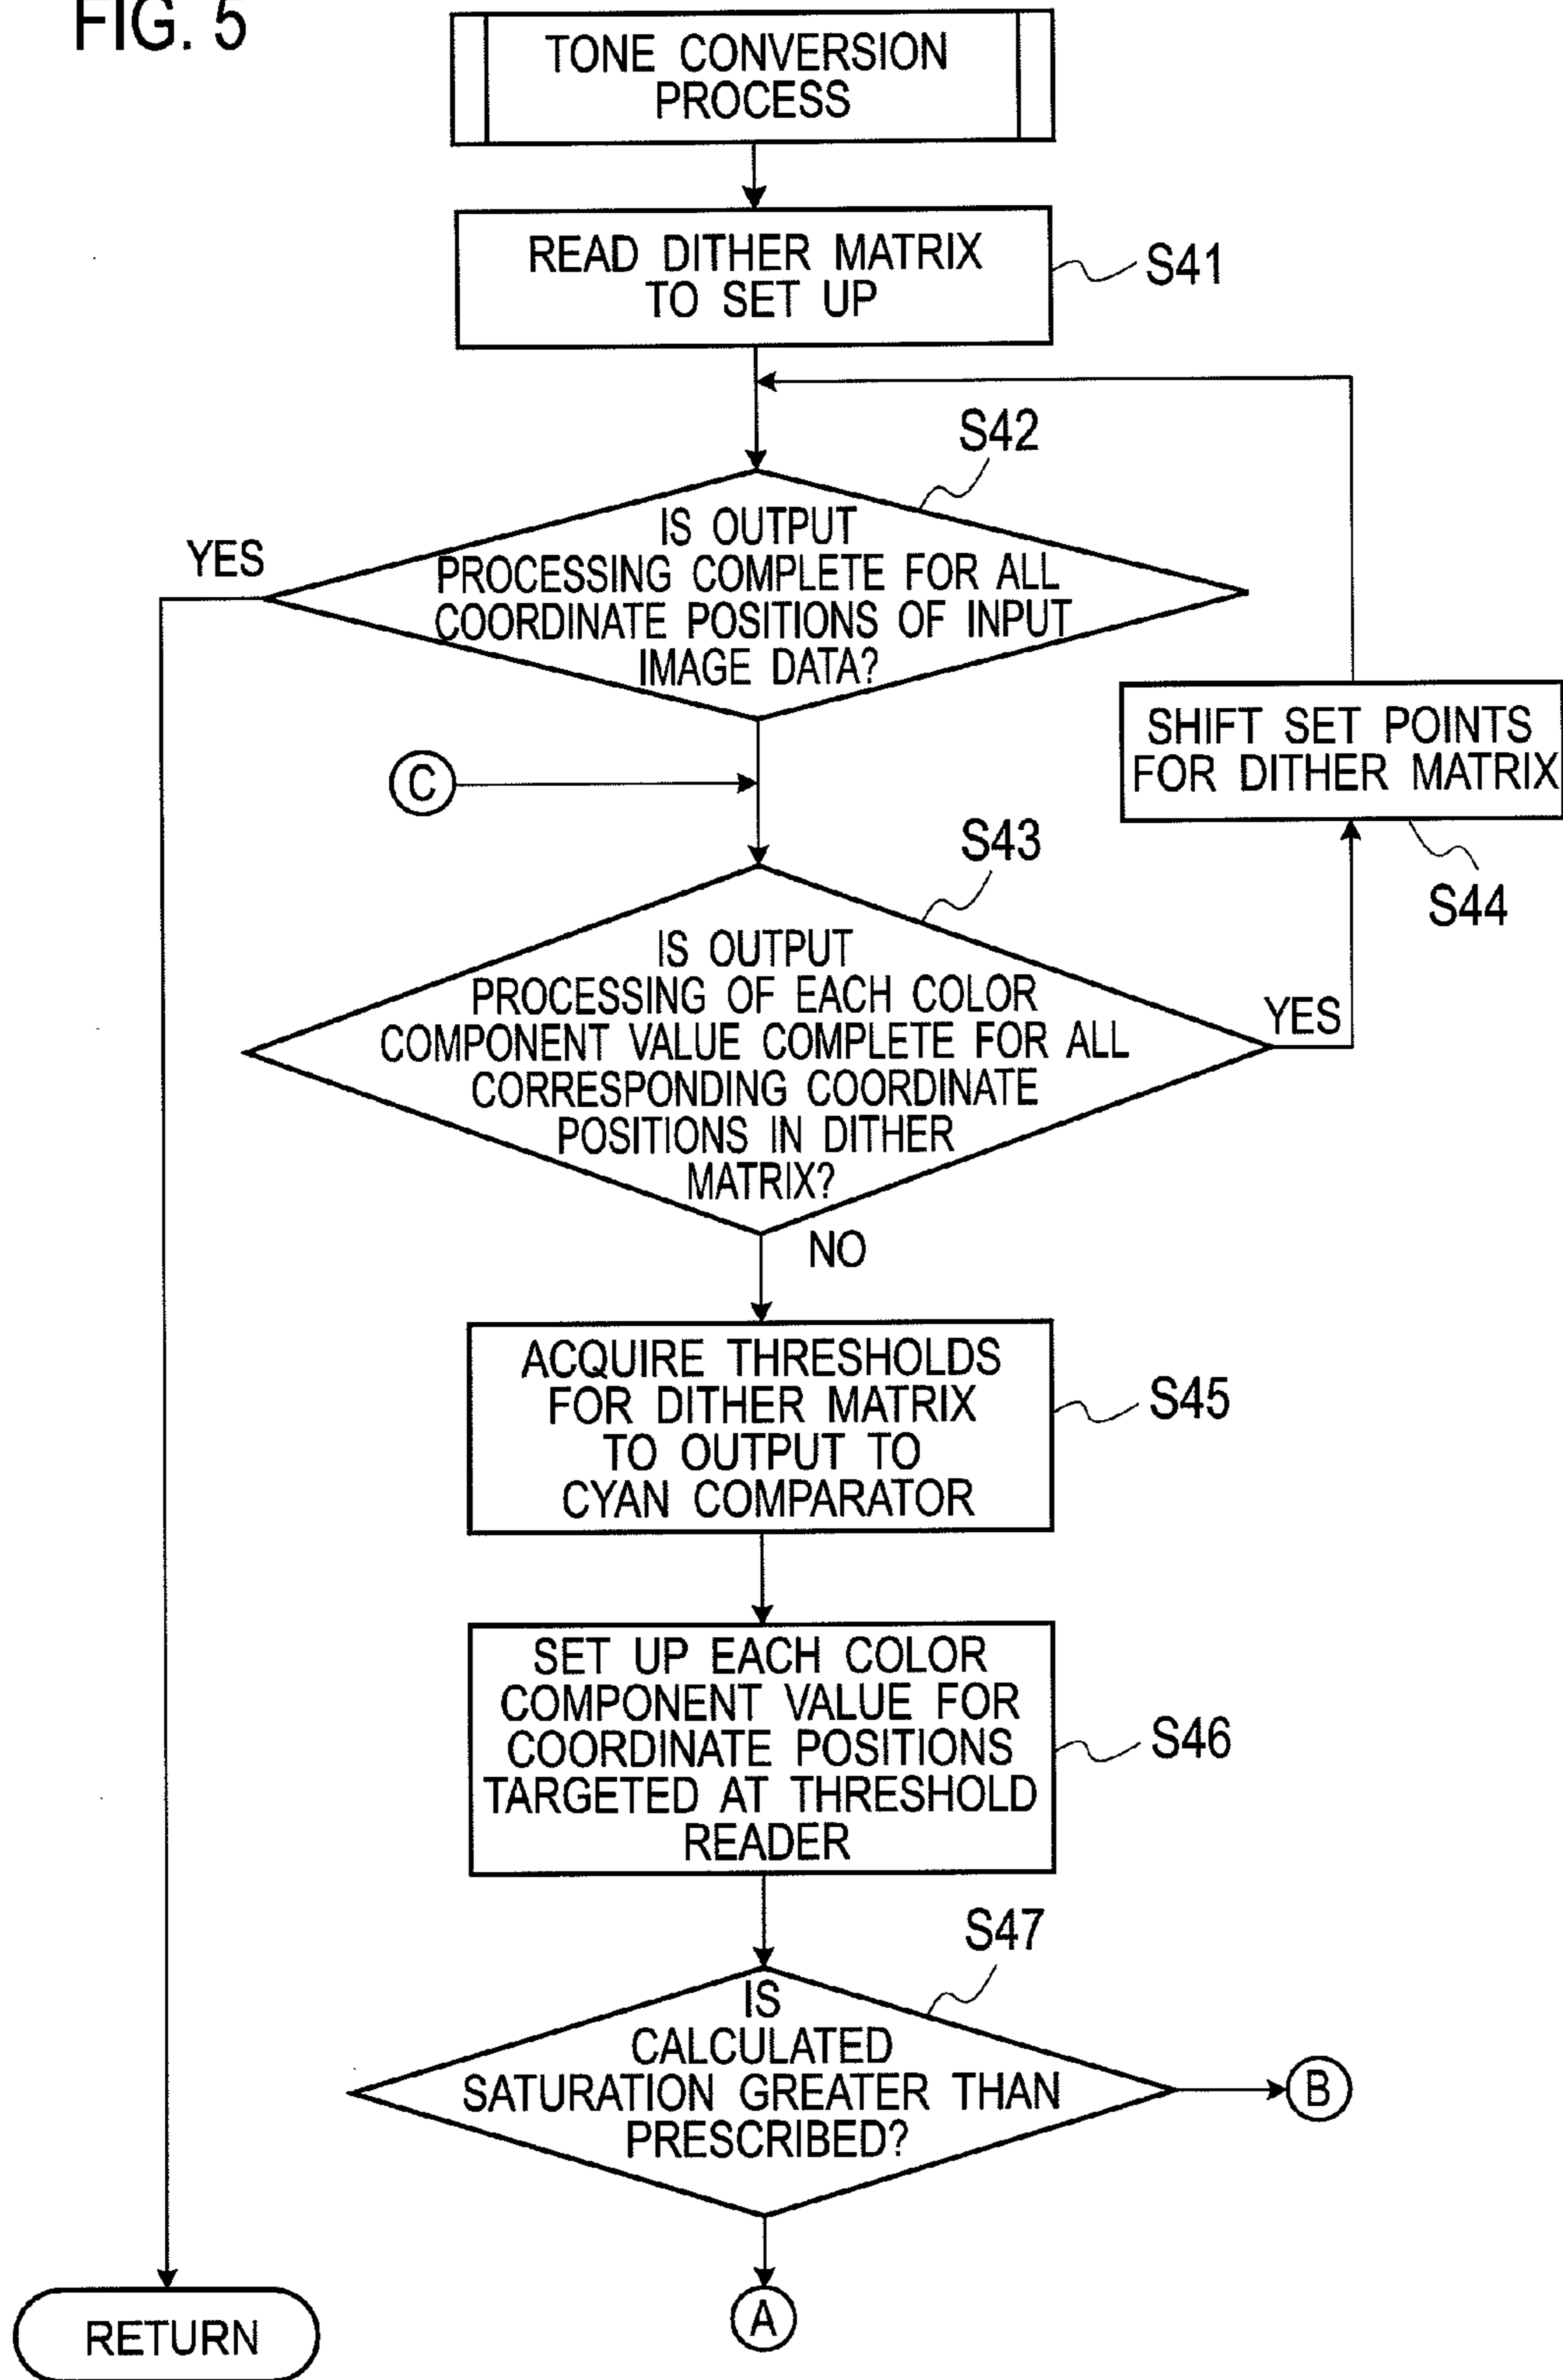 FIG. 5
TONE CONVERSION
PROCESS
READ DITHER MATRIX
TO SET UP
S41
S42
IS OUTPUT
PROCESSING COMPLETE FOR ALL
COORDINATE POSITIONS OF INPUT
IMAGE DATA?
YES
SHIFT SET POINTS
FOR DITHER MATRIX
S44
C
S43
IS OUTPUT
PROCESSING OF EACH COLOR
COMPONENT VALUE COMPLETE FOR ALL
CORRESPONDING COORDINATE
POSITIONS IN DITHER
MATRIX?
YES
NO
ACQUIRE THRESHOLDS
FOR DITHER MATRIX
TO OUTPUT TO
CYAN COMPARATOR
S45
SET UP EACH COLOR
COMPONENT VALUE FOR
COORDINATE POSITIONS
TARGETED AT THRESHOLD
READER
S46
S47
IS
CALCULATED
SATURATION GREATER THAN
PRESCRIBED?
B
A
RETURN